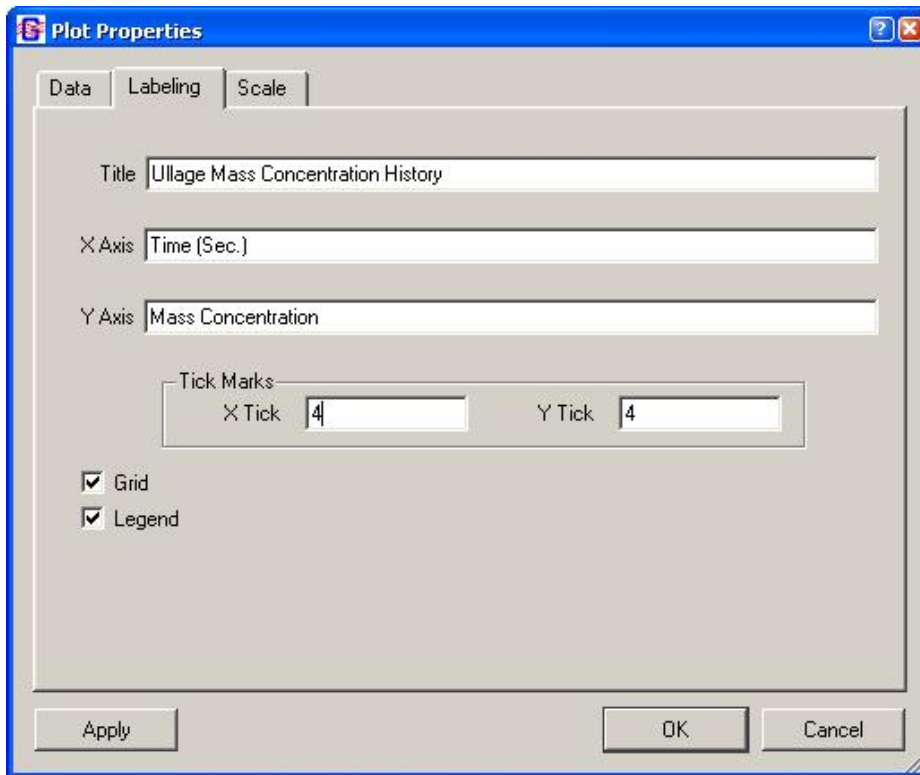 Plot Properties
Data Labeling Scale
Title Ullage Mass Concentration History
X Axis Time (Sec.)
Y Axis Mass Concentration
Tick Marks
X Tick 4 Y Tick 4
Grid
Legend
Apply OK Cancel